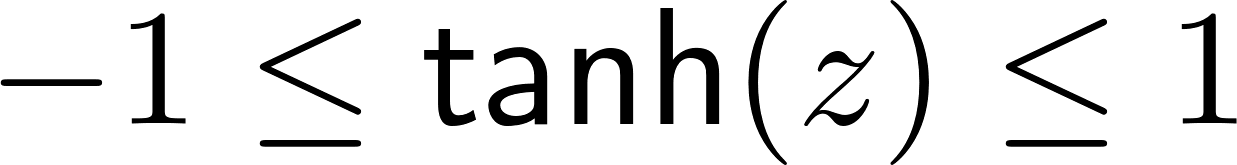 −1 ≤ tanh(z) ≤ 1